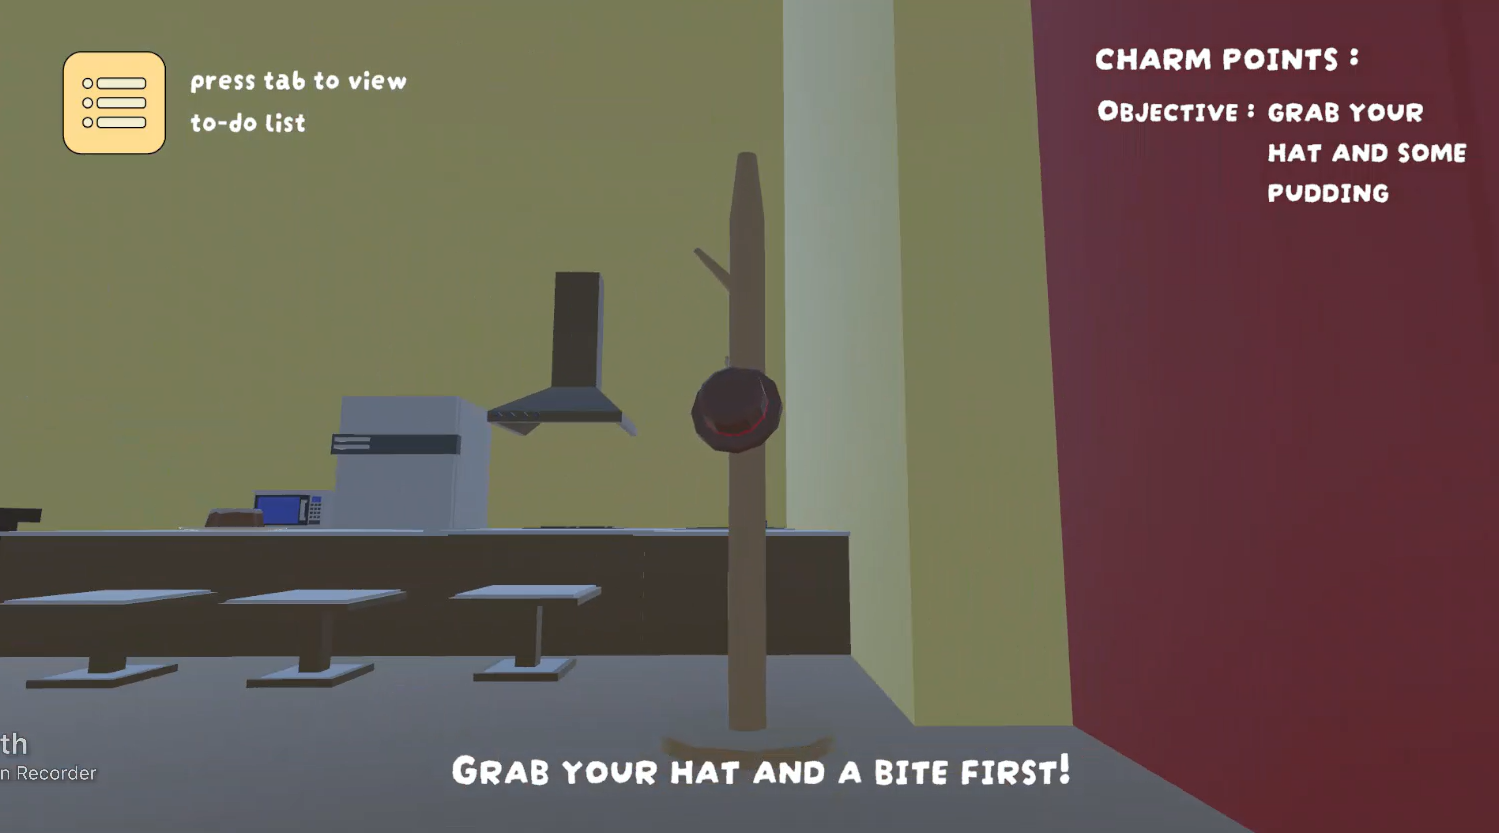 press tab to view
to-do list
CHARM POINTS :
OBJECTIVE : GRAB YOUR
HAT AND SOME
PUDDING
th
n Recorder
GRAB YOUR HAT AND A BITE FIRST!